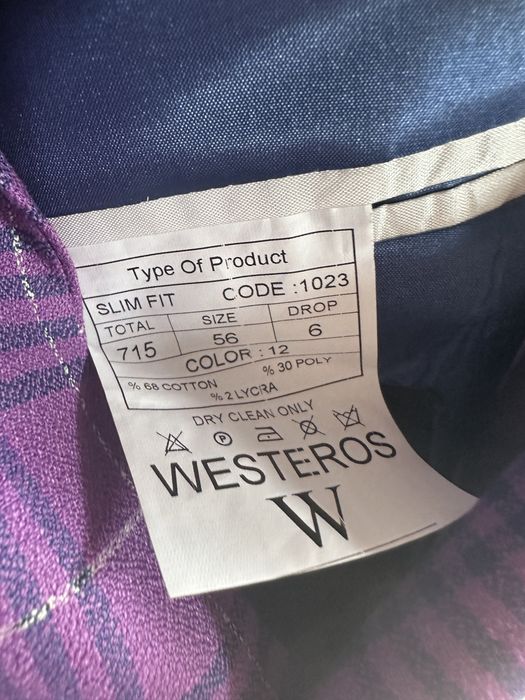 Type Of Product
SLIM FIT CODE :1023
TOTAL SIZE DROP
715 56 6
COLOR : 12
% 68 COTTON % 30 POLY
% 2 LYCRA
DRY CLEAN ONLY
P
WESTEROS
W